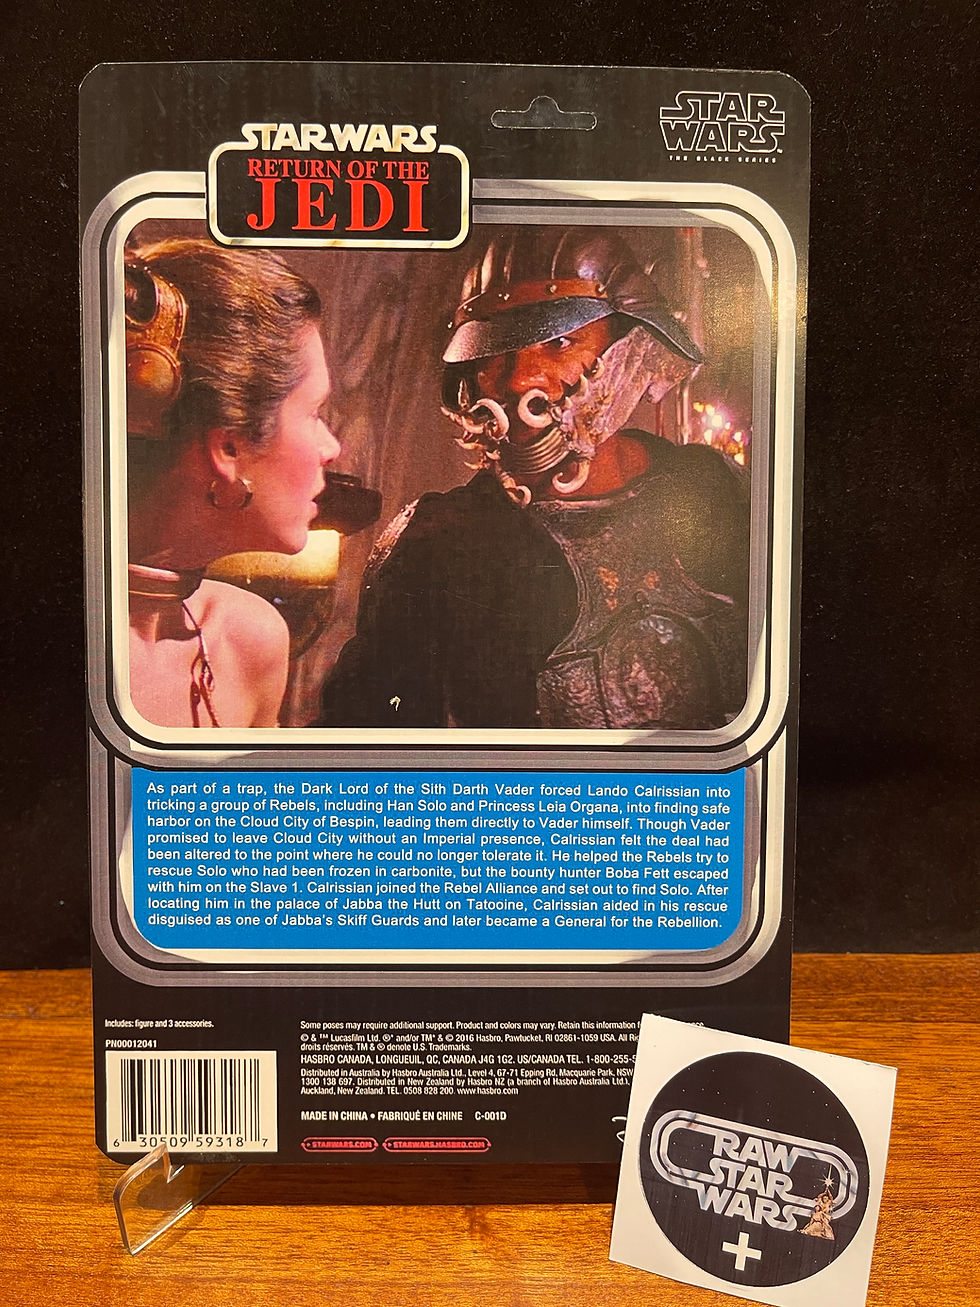 STAR WARS
RETURN OF THE
JEDI
STAR
WARS
THE BLACK SERIES
As part of a trap, the Dark Lord of the Sith Darth Vader forced Lando Calrissian into
tricking a group of Rebels, including Han Solo and Princess Leia Organa, into finding safe
harbor on the Cloud City of Bespin, leading them directly to Vader himself. Though Vader
promised to leave Cloud City without an Imperial presence, Calrissian felt the deal had
been altered to the point where he could no longer tolerate it. He helped the Rebels try to
rescue Solo who had been frozen in carbonite, but the bounty hunter Boba Fett escaped
with him on the Slave 1. Calrissian joined the Rebel Alliance and set out to find Solo. After
locating him in the palace of Jabba the Hutt on Tatooine, Calrissian aided in his rescue
disguised as one of Jabba's Skiff Guards and later became a General for the Rebellion.
Includes: figure and 3 accessories.
PN00012041
6 30509 59318 7
Some poses may require additional support. Product and colors may vary. Retain this information
© & ™ Lucasfilm Ltd. ®* and/or TM* & © 2016 Hasbro, Pawtucket, RI 02861-1059 USA. All
droits réservés. TM & ® denote U.S. Trademarks.
HASBRO CANADA, LONGUEUIL, QC, CANADA J4G 1G2. US/CANADA TEL. 1-800-255-5
Distributed in Australia by Hasbro Australia Ltd., Level 4, 67-71 Epping Rd, Macquarie Park, NSW
1300 138 697. Distributed in New Zealand by Hasbro NZ (a branch of Hasbro Australia Ltd.),
Auckland, New Zealand. TEL. 0508 828 200. www.hasbro.com
MADE IN CHINA • FABRIQUÉ EN CHINE C-001D
STARWARS.COM
STARWARS.HASBRO.COM
RAW
STAR
WARS
+